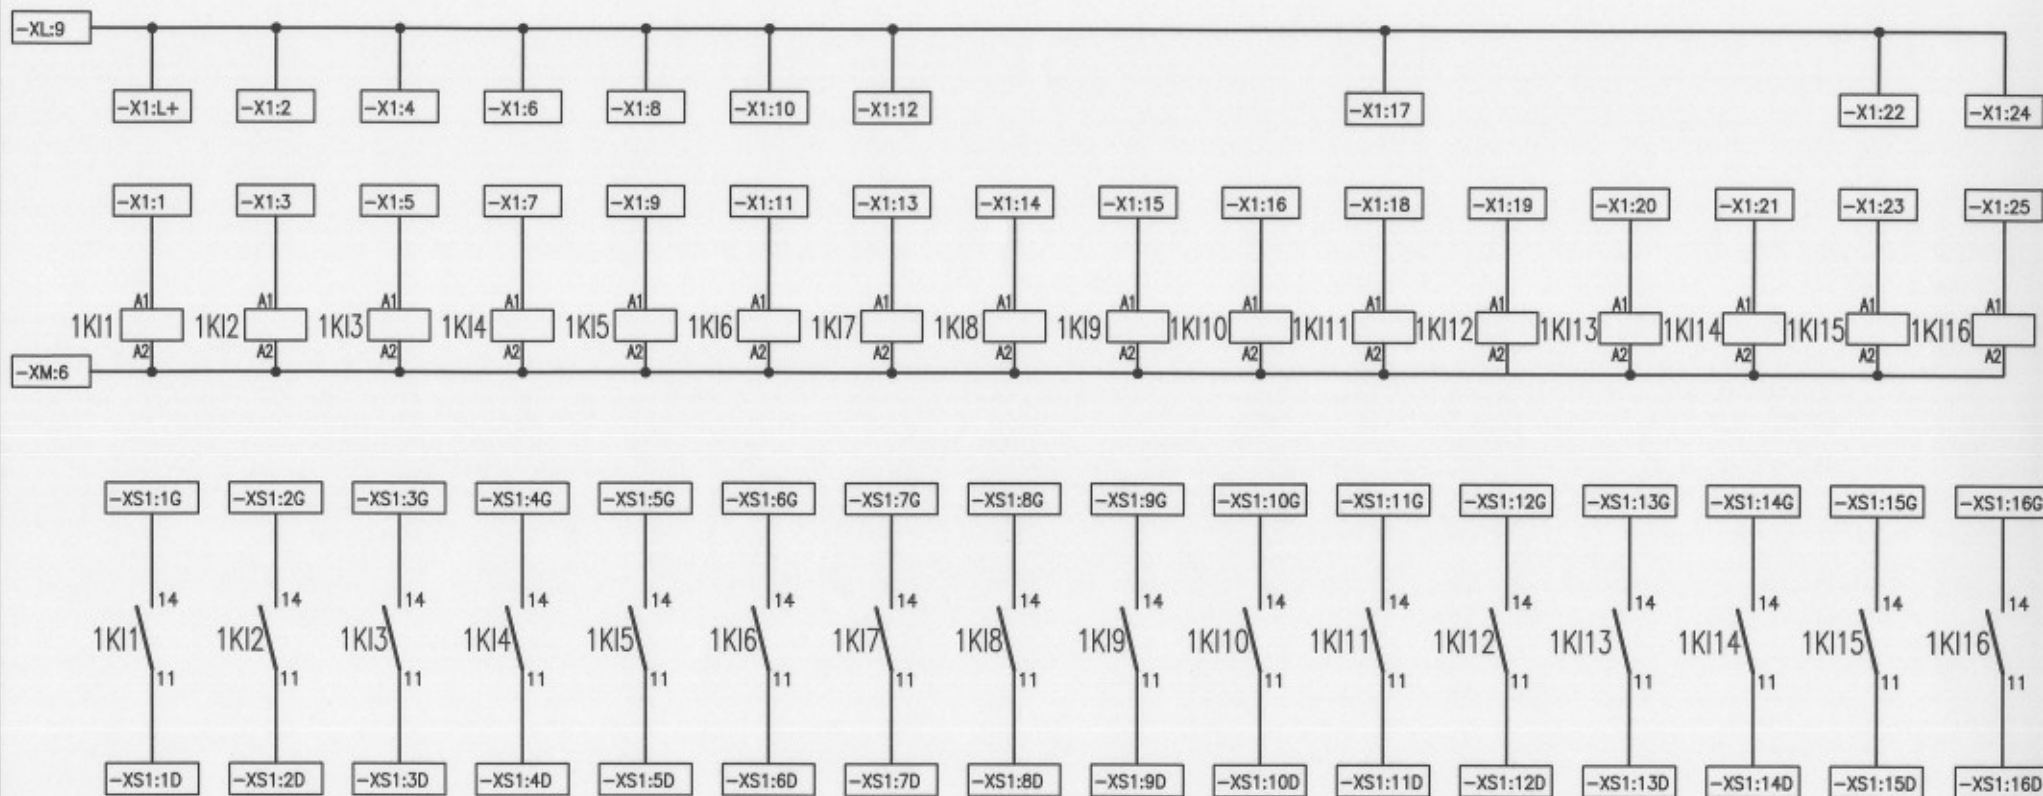 -XL:9
-X1:L+ -X1:2 -X1:4 -X1:6 -X1:8 -X1:10 -X1:12 -X1:17 -X1:22 -X1:24
-X1:1 -X1:3 -X1:5 -X1:7 -X1:9 -X1:11 -X1:13 -X1:14 -X1:15 -X1:16 -X1:18 -X1:19 -X1:20 -X1:21 -X1:23 -X1:25
A1 A1 A1 A1 A1 A1 A1 A1 A1 A1 A1 A1 A1 A1 A1 A1
1KI1 1KI2 1KI3 1KI4 1KI5 1KI6 1KI7 1KI8 1KI9 1KI10 1KI11 1KI12 1KI13 1KI14 1KI15 1KI16
A2 A2 A2 A2 A2 A2 A2 A2 A2 A2 A2 A2 A2 A2 A2 A2
-XM:6
-XS1:1G -XS1:2G -XS1:3G -XS1:4G -XS1:5G -XS1:6G -XS1:7G -XS1:8G -XS1:9G -XS1:10G -XS1:11G -XS1:12G -XS1:13G -XS1:14G -XS1:15G -XS1:16G
14 14 14 14 14 14 14 14 14 14 14 14 14 14 14 14
1KI1 1KI2 1KI3 1KI4 1KI5 1KI6 1KI7 1KI8 1KI9 1KI10 1KI11 1KI12 1KI13 1KI14 1KI15 1KI16
11 11 11 11 11 11 11 11 11 11 11 11 11 11 11 11
-XS1:1D -XS1:2D -XS1:3D -XS1:4D -XS1:5D -XS1:6D -XS1:7D -XS1:8D -XS1:9D -XS1:10D -XS1:11D -XS1:12D -XS1:13D -XS1:14D -XS1:15D -XS1:16D